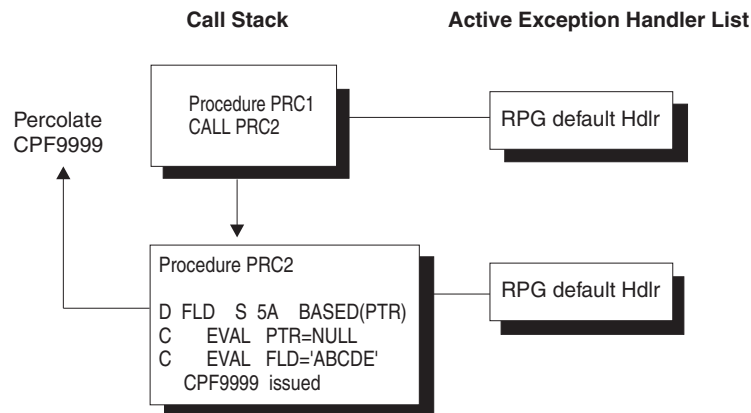 Call Stack
Active Exception Handler List
Procedure PRC1
CALL PRC2
RPG default Hdlr
Percolate
CPF9999
Procedure PRC2
D FLD S 5A BASED(PTR)
C EVAL PTR=NULL
C EVAL FLD='ABCDE'
CPF9999 issued
RPG default Hdlr